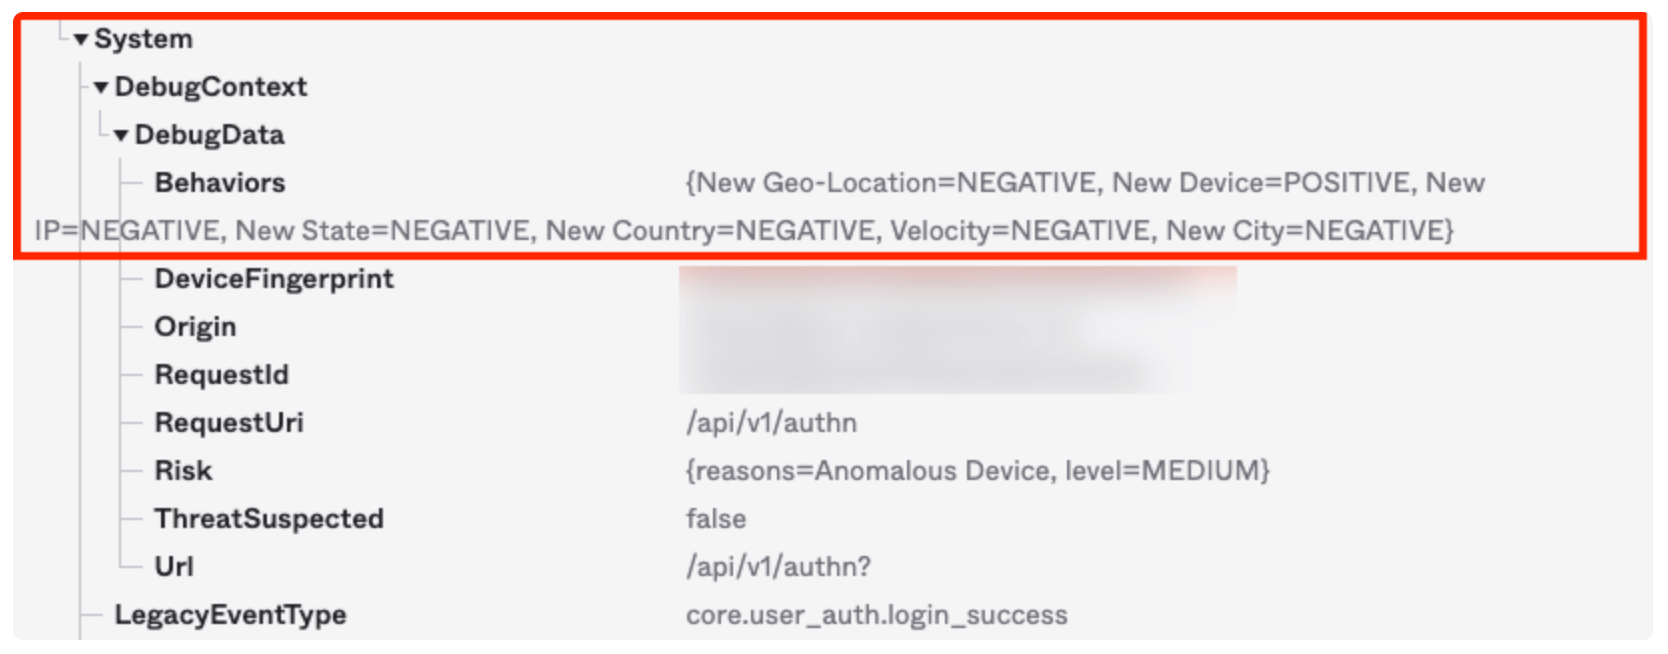 System
DebugContext
DebugData
Behaviors {New Geo-Location=NEGATIVE, New Device=POSITIVE, New
IP=NEGATIVE, New State=NEGATIVE, New Country=NEGATIVE, Velocity=NEGATIVE, New City=NEGATIVE}
DeviceFingerprint
Origin
RequestId
RequestUri /api/v1/authn
Risk {reasons=Anomalous Device, level=MEDIUM}
ThreatSuspected false
Url /api/v1/authn?
LegacyEventType core.user_auth.login_success